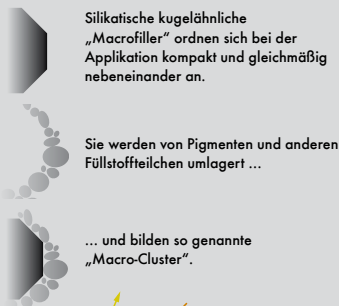 Silikatische kugelähnliche
„Macrofiller“ ordnen sich bei der
Applikation kompakt und gleichmäßig
nebeneinander an.
Sie werden von Pigmenten und anderen
Füllstoffteilchen umlagert ...
... und bilden so genannte
„Macro-Cluster“.